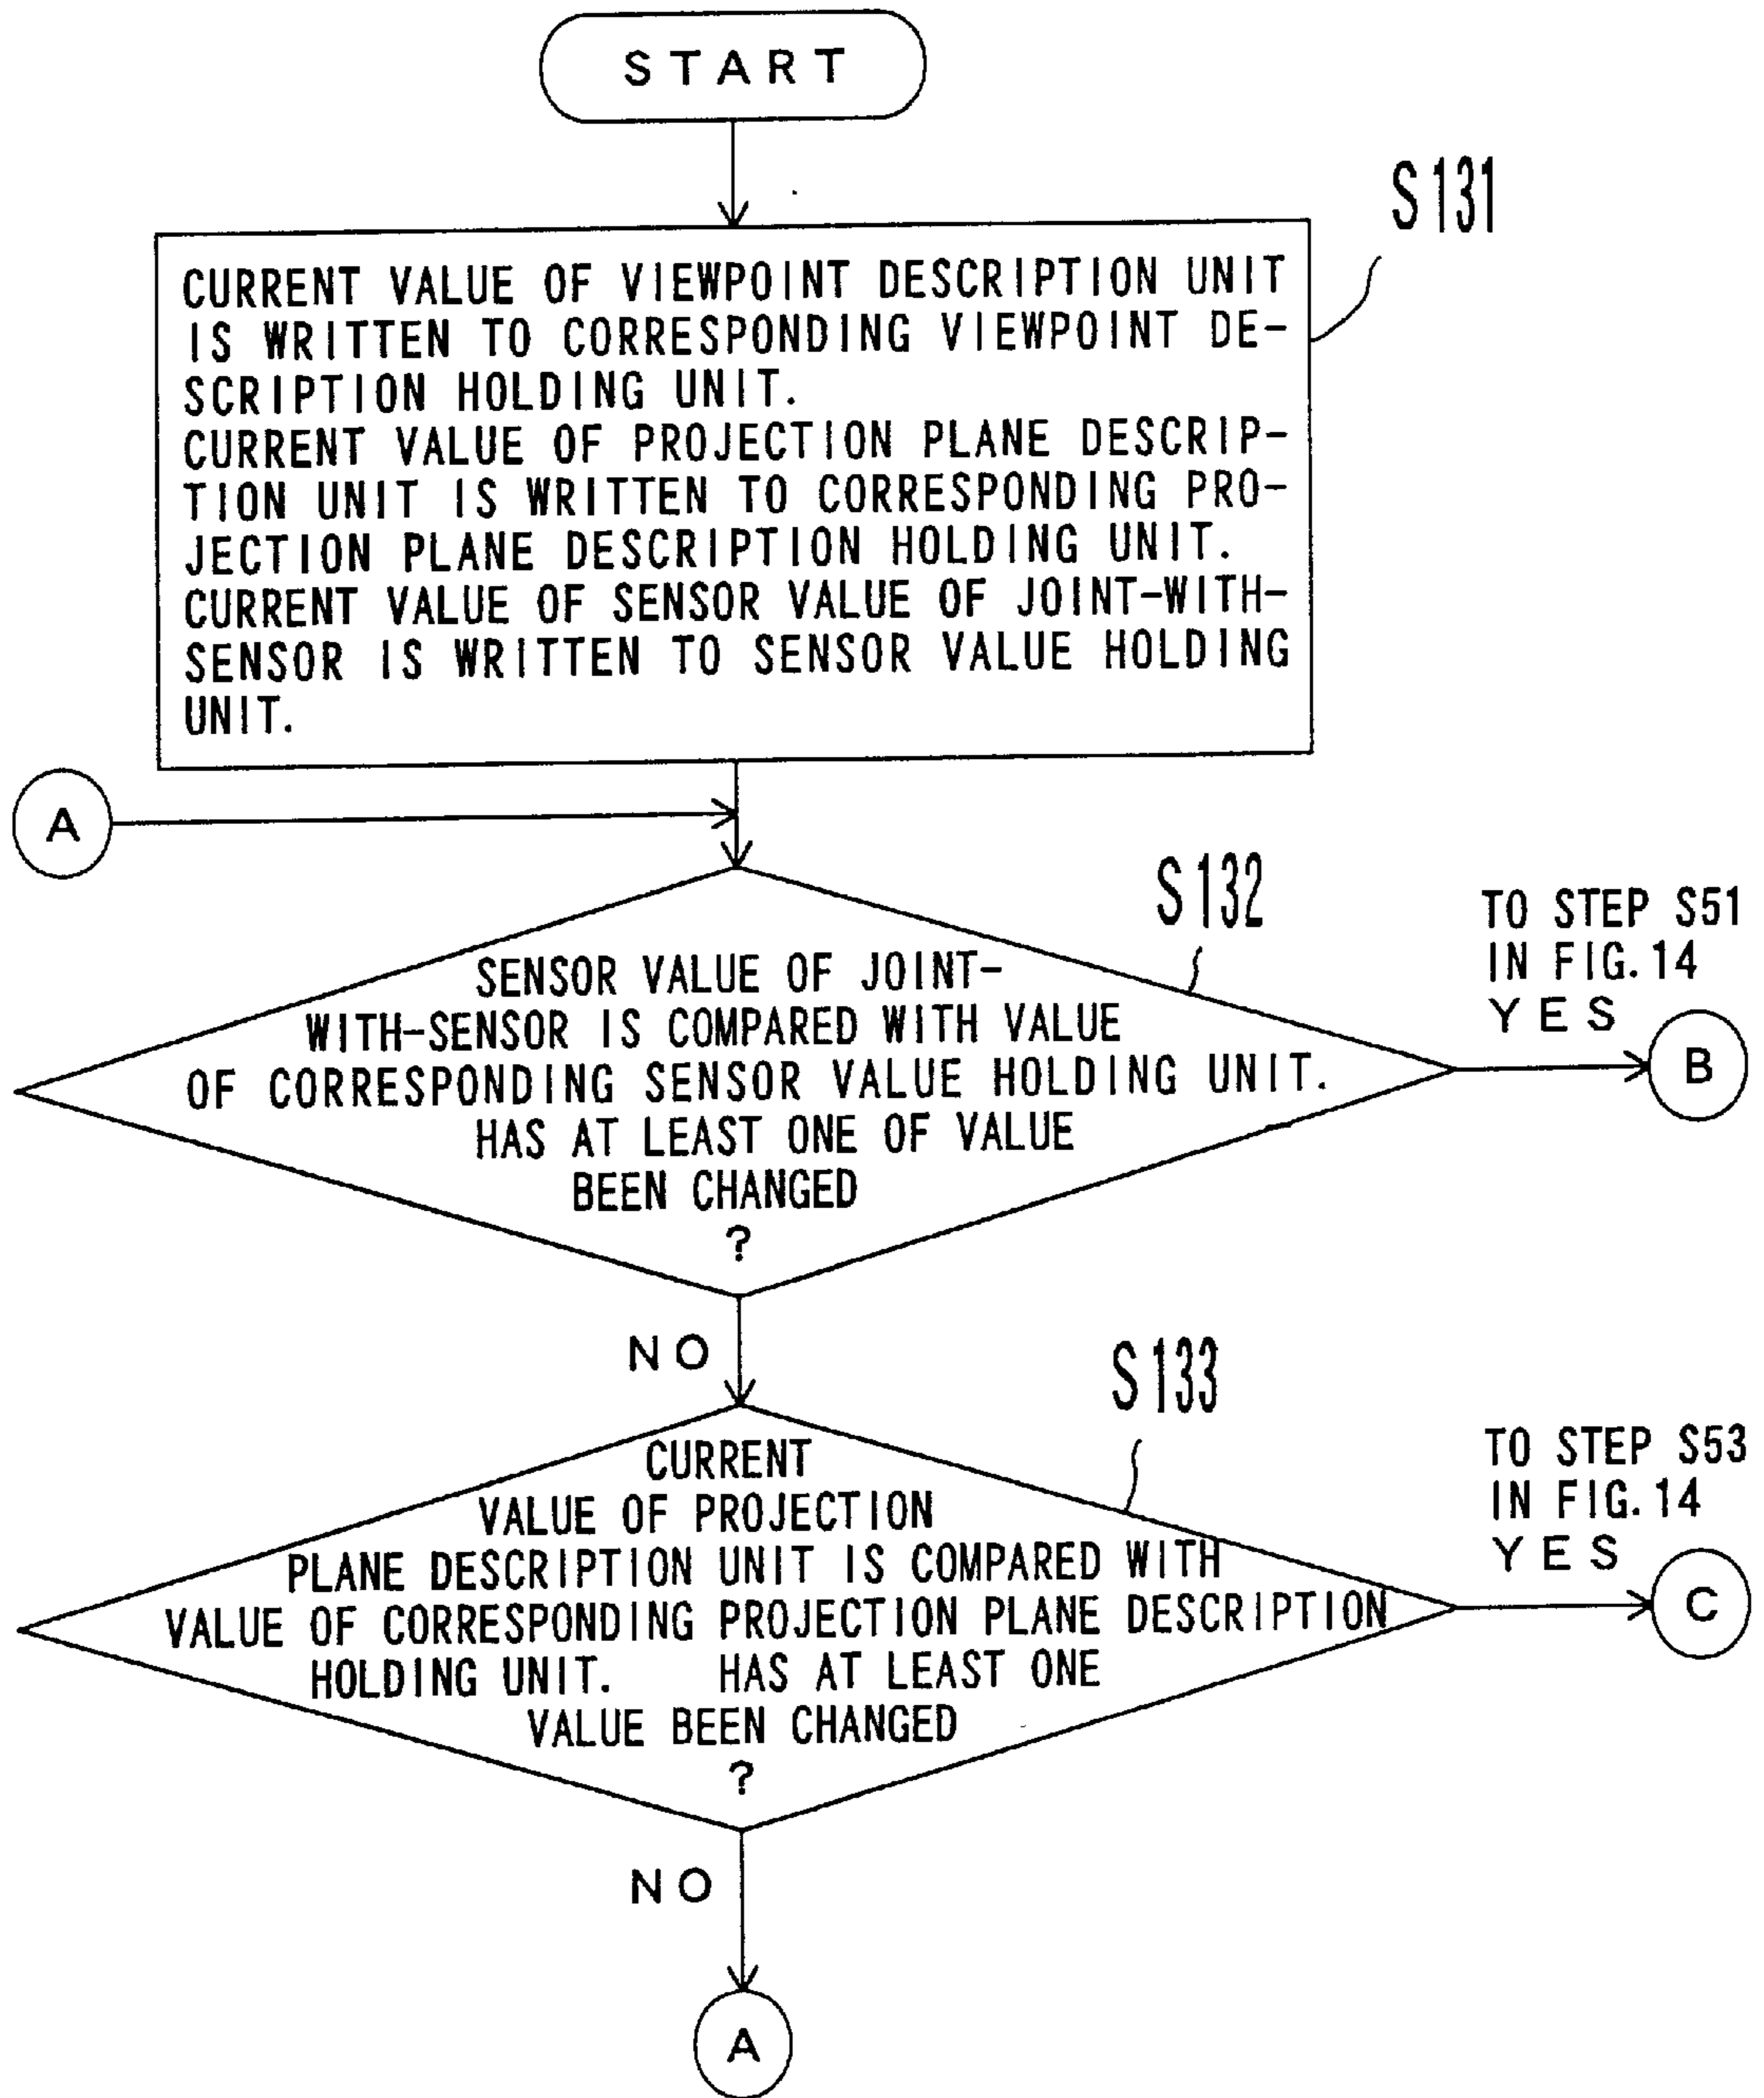 START
S131
CURRENT VALUE OF VIEWPOINT DESCRIPTION UNIT
IS WRITTEN TO CORRESPONDING VIEWPOINT DE-
SCRIPTION HOLDING UNIT.
CURRENT VALUE OF PROJECTION PLANE DESCRIP-
TION UNIT IS WRITTEN TO CORRESPONDING PRO-
JECTION PLANE DESCRIPTION HOLDING UNIT.
CURRENT VALUE OF SENSOR VALUE OF JOINT-WITH-
SENSOR IS WRITTEN TO SENSOR VALUE HOLDING
UNIT.
A
S132
SENSOR VALUE OF JOINT-
WITH-SENSOR IS COMPARED WITH VALUE
OF CORRESPONDING SENSOR VALUE HOLDING UNIT.
HAS AT LEAST ONE OF VALUE
BEEN CHANGED
?
TO STEP S51
IN FIG.14
YES
B
NO
S133
CURRENT
VALUE OF PROJECTION
PLANE DESCRIPTION UNIT IS COMPARED WITH
VALUE OF CORRESPONDING PROJECTION PLANE DESCRIPTION
HOLDING UNIT. HAS AT LEAST ONE
VALUE BEEN CHANGED
?
TO STEP S53
IN FIG.14
YES
C
NO
A